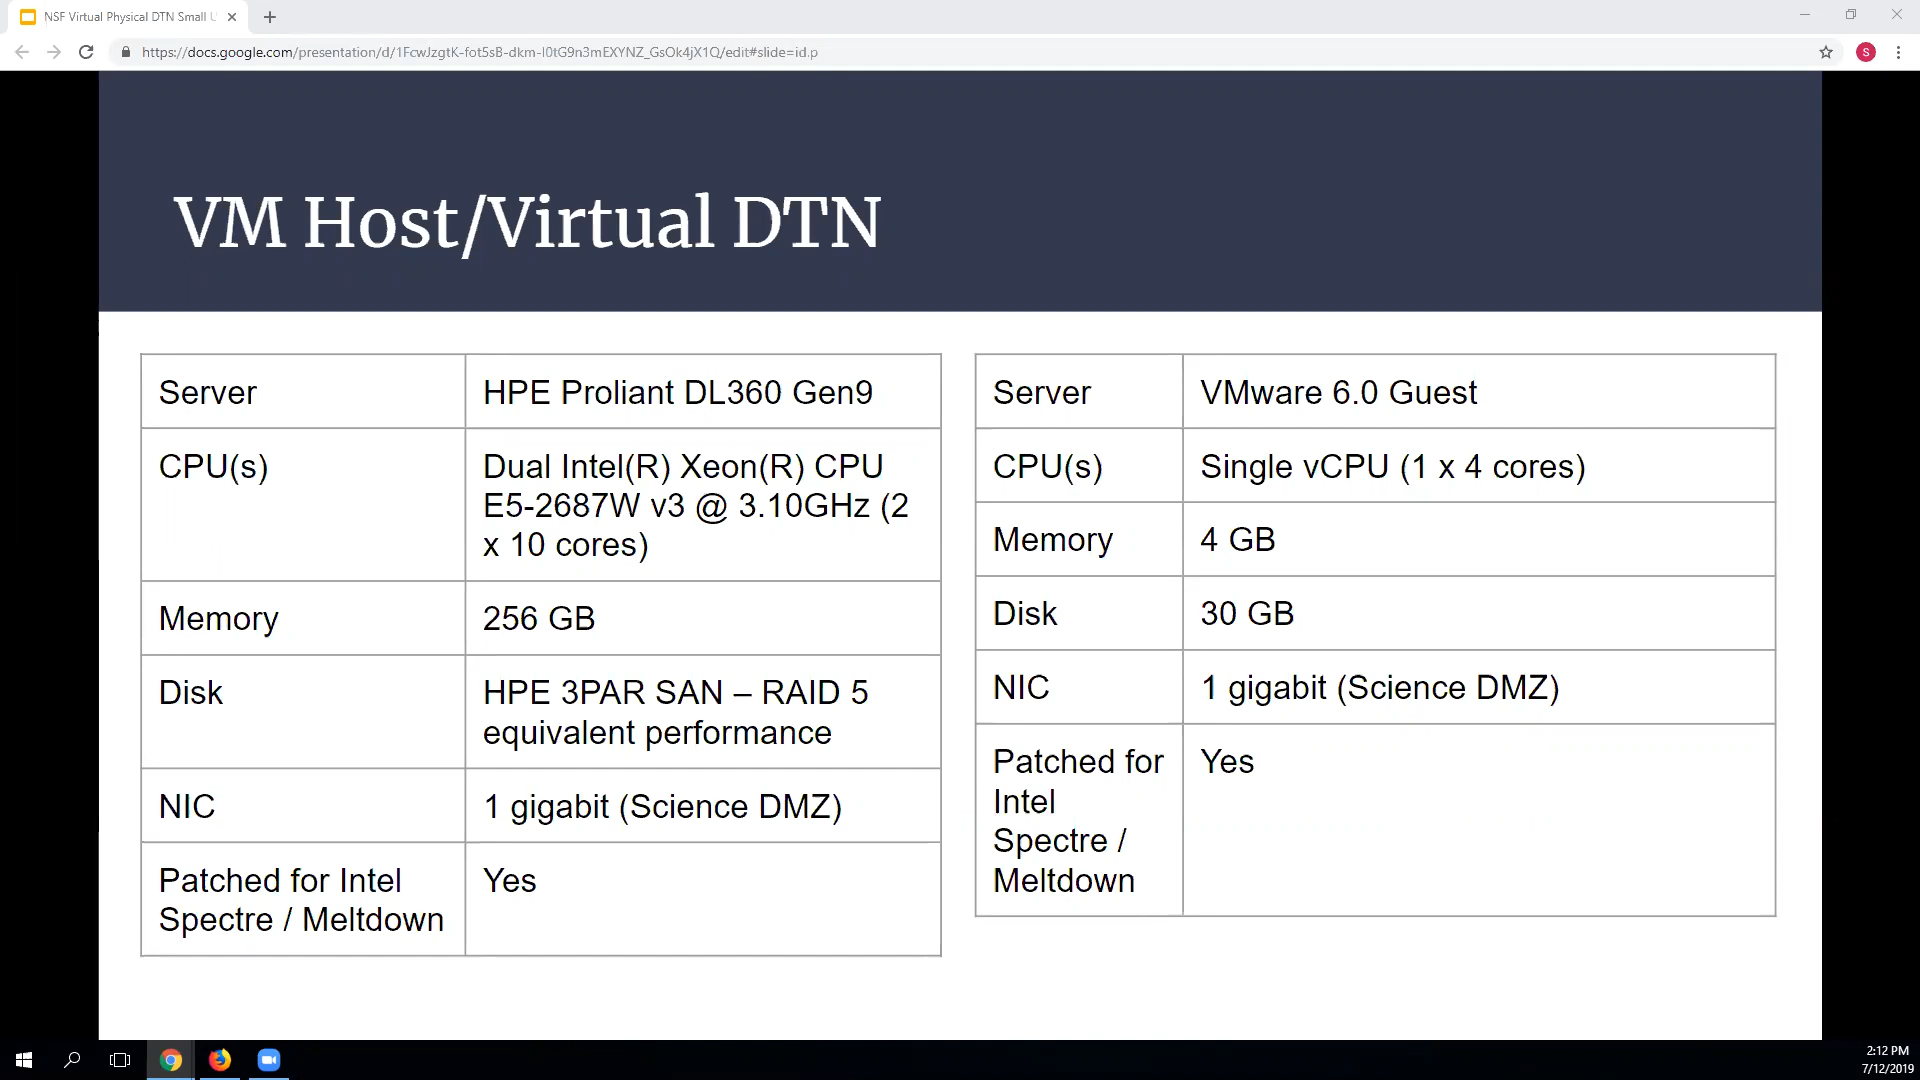 NSF Virtual Physical DTN Small U
https://docs.google.com/presentation/d/1FcwJzgtK-fot5sB-dkm-I0tG9n3mEXYNZ_GsOk4jX1Q/edit#slide=id.p
S
VM Host/Virtual DTN
Server
HPE Proliant DL360 Gen9
CPU(s)
Dual Intel(R) Xeon(R) CPU
E5-2687W v3 @ 3.10GHz (2
x 10 cores)
Memory
256 GB
Disk
HPE 3PAR SAN – RAID 5
equivalent performance
NIC
1 gigabit (Science DMZ)
Patched for Intel
Spectre / Meltdown
Yes
Server
VMware 6.0 Guest
CPU(s)
Single vCPU (1 x 4 cores)
Memory
4 GB
Disk
30 GB
NIC
1 gigabit (Science DMZ)
Patched for
Intel
Spectre /
Meltdown
Yes
2:12 PM
7/12/2019